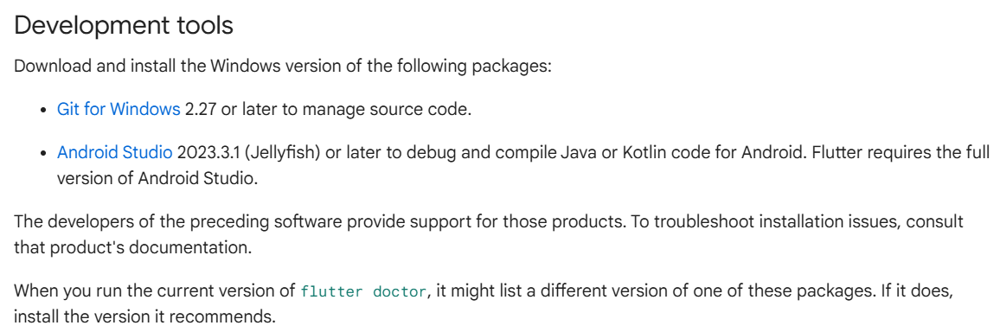 Development tools
Download and install the Windows version of the following packages:
• Git for Windows 2.27 or later to manage source code.
• Android Studio 2023.3.1 (Jellyfish) or later to debug and compile Java or Kotlin code for Android. Flutter requires the full
version of Android Studio.
The developers of the preceding software provide support for those products. To troubleshoot installation issues, consult
that product's documentation.
When you run the current version of flutter doctor, it might list a different version of one of these packages. If it does,
install the version it recommends.